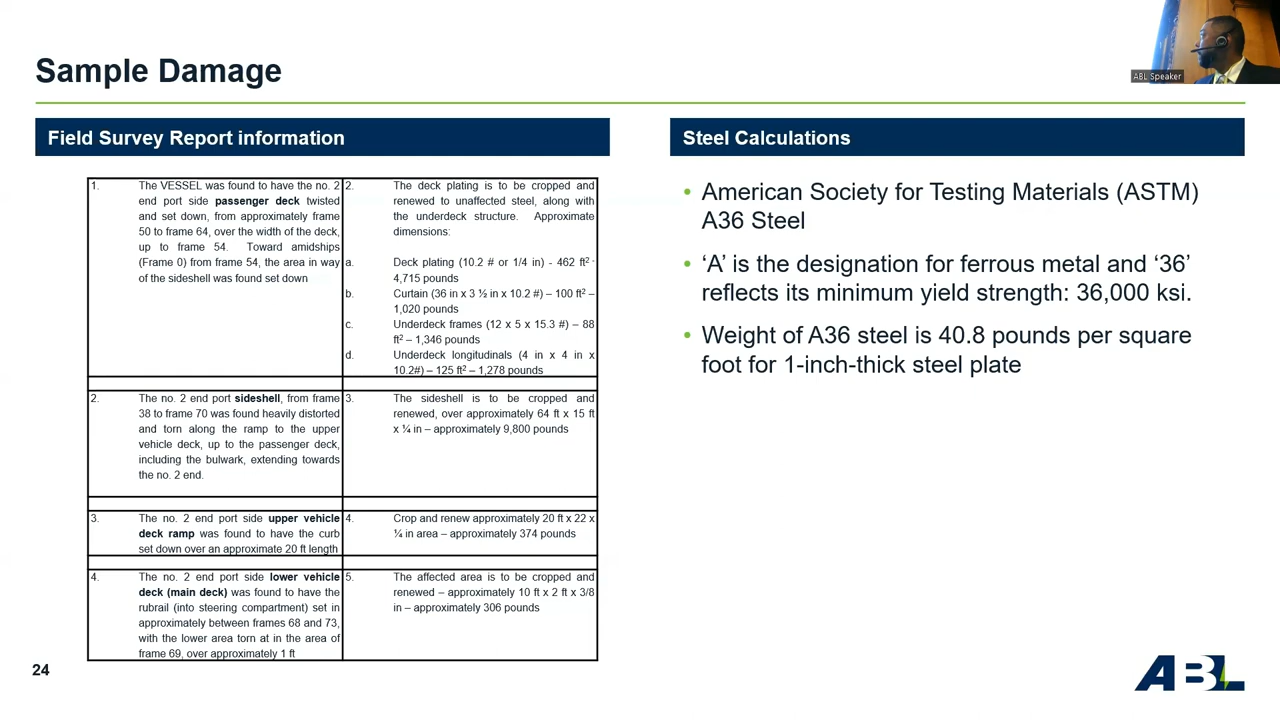 Sample Damage
ABL Speaker
Field Survey Report information
1.
The VESSEL was found to have the no. 2
end port side passenger deck twisted
and set down, from approximately frame
50 to frame 64, over the width of the deck,
up to frame 54. Toward amidships
(Frame 0) from frame 54, the area in way
of the sideshell was found set down
2.
The deck plating is to be cropped and
renewed to unaffected steel, along with
the underdeck structure. Approximate
dimensions:
a.
Deck plating (10.2 # or 1/4 in) - 462 ft² -
4,715 pounds
b.
Curtain (36 in x 3 ½ in x 10.2 #) – 100 ft² –
1,020 pounds
c.
Underdeck frames (12 x 5 x 15.3 #) – 88
ft² – 1,346 pounds
d.
Underdeck longitudinals (4 in x 4 in x
10.2#) – 125 ft² – 1,278 pounds
2.
The no. 2 end port sideshell, from frame
38 to frame 70 was found heavily distorted
and torn along the ramp to the upper
vehicle deck, up to the passenger deck,
including the bulwark, extending towards
the no. 2 end.
3.
The sideshell is to be cropped and
renewed, over approximately 64 ft x 15 ft
x ¼ in – approximately 9,800 pounds
3.
The no. 2 end port side upper vehicle
deck ramp was found to have the curb
set down over an approximate 20 ft length
4.
Crop and renew approximately 20 ft x 22 x
¼ in area – approximately 374 pounds
4.
The no. 2 end port side lower vehicle
deck (main deck) was found to have the
rubrail (into steering compartment) set in
approximately between frames 68 and 73,
with the lower area torn at in the area of
frame 69, over approximately 1 ft
5.
The affected area is to be cropped and
renewed – approximately 10 ft x 2 ft x 3/8
in – approximately 306 pounds
Steel Calculations
• American Society for Testing Materials (ASTM)
A36 Steel
• ‘A’ is the designation for ferrous metal and ‘36’
reflects its minimum yield strength: 36,000 ksi.
• Weight of A36 steel is 40.8 pounds per square
foot for 1-inch-thick steel plate
24
ABL